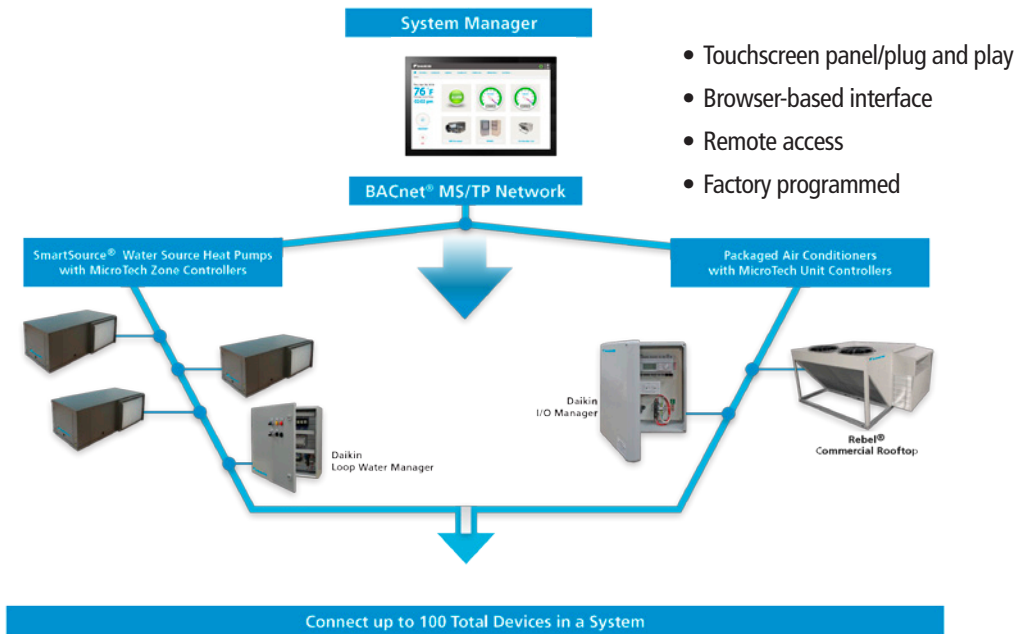 System Manager
76°F
• Touchscreen panel/plug and play
• Browser-based interface
• Remote access
• Factory programmed
BACnet® MS/TP Network
SmartSource® Water Source Heat Pumps
with MicroTech Zone Controllers
Packaged Air Conditioners
with MicroTech Unit Controllers
Daikin
I/O Manager
Rebel®
Commercial Rooftop
Daikin
Loop Water Manager
Connect up to 100 Total Devices in a System